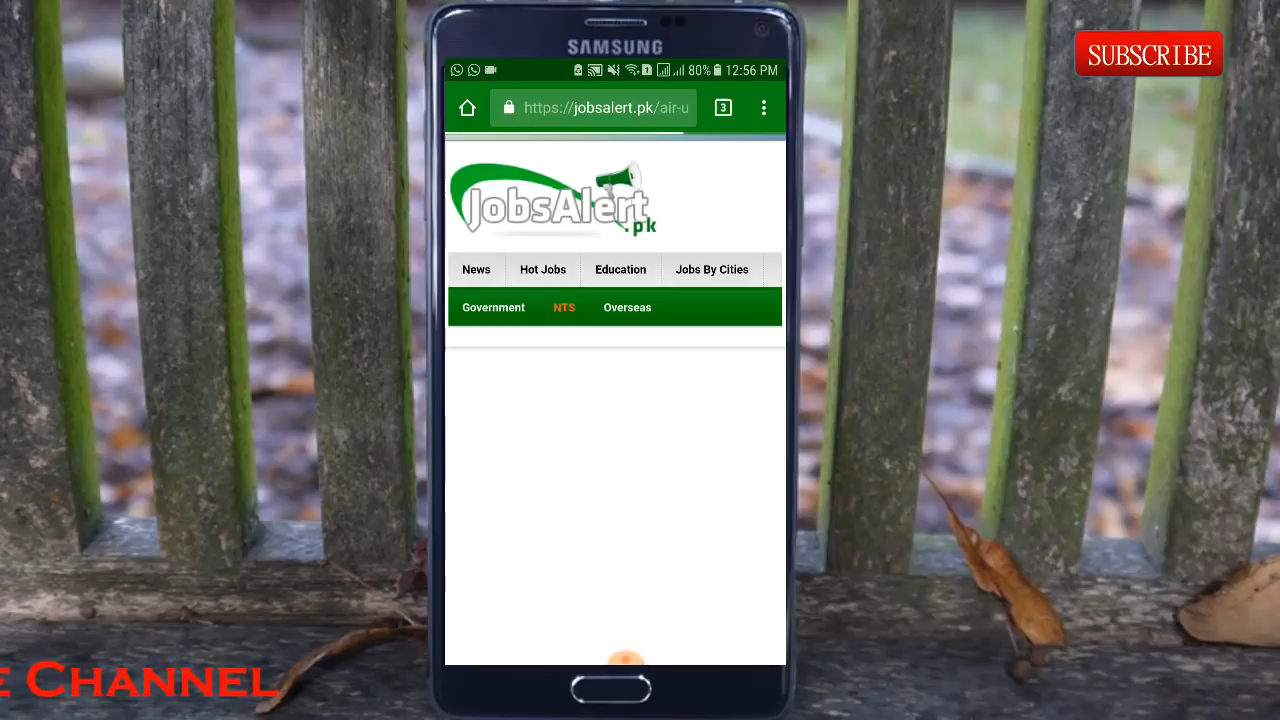 SUBSCRIBE
SAMSUNG
1 80% 12:56 PM
https://jobsalert.pk/air-u 3
JobsAlert
.pk
News Hot Jobs Education Jobs By Cities
Government NTS Overseas
E CHANNEL